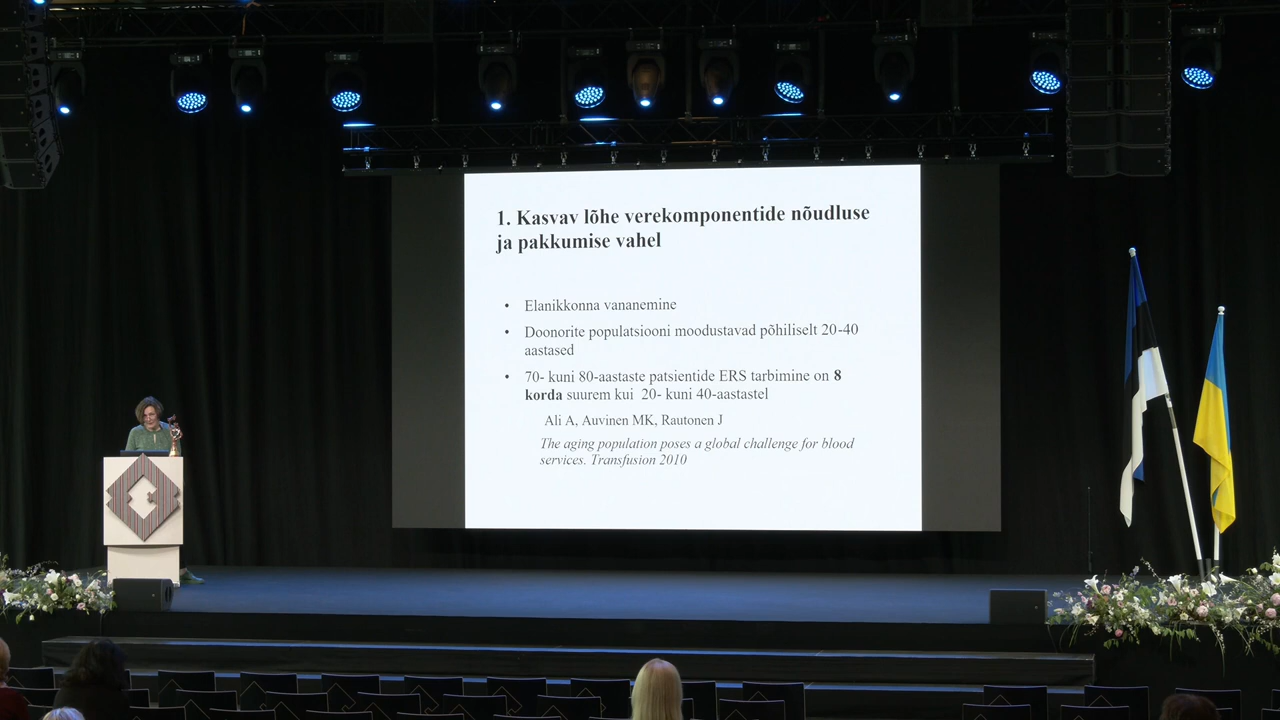 1. Kasvav lõhe verekomponentide nõudluse
ja pakkumise vahel
• Elanikkonna vananemine
• Doonorite populatsiooni moodustavad põhiliselt 20-40
aastased
• 70- kuni 80-aastaste patsientide ERS tarbimine on 8
korda suurem kui 20- kuni 40-aastastel
Ali A, Auvinen MK, Rautonen J
The aging population poses a global challenge for blood
services. Transfusion 2010